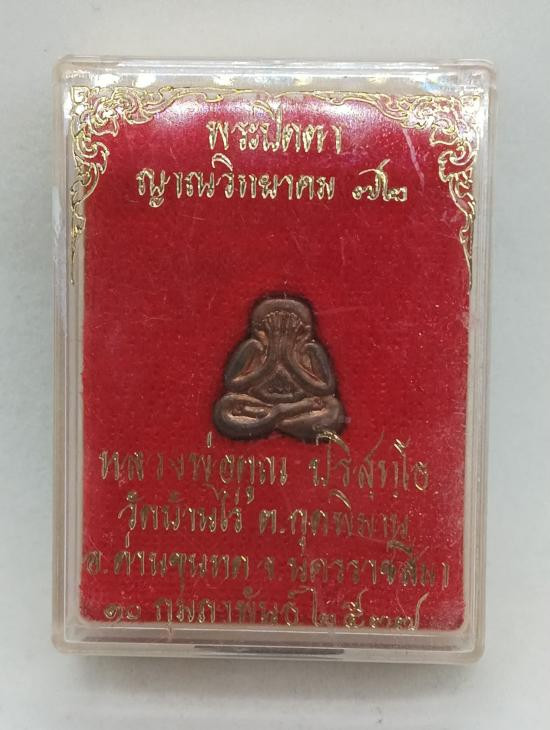 พระปิดตา
ญาณวิทยาคม ๗๒
หลวงพ่อคูณ ปริสุทฺโธ
วัดบ้านไร่ ต.กุดพิมาน
อ.ด่านขุนทด จ.นครราชสีมา
๑๐ กุมภาพันธ์ ๒๕๓๗